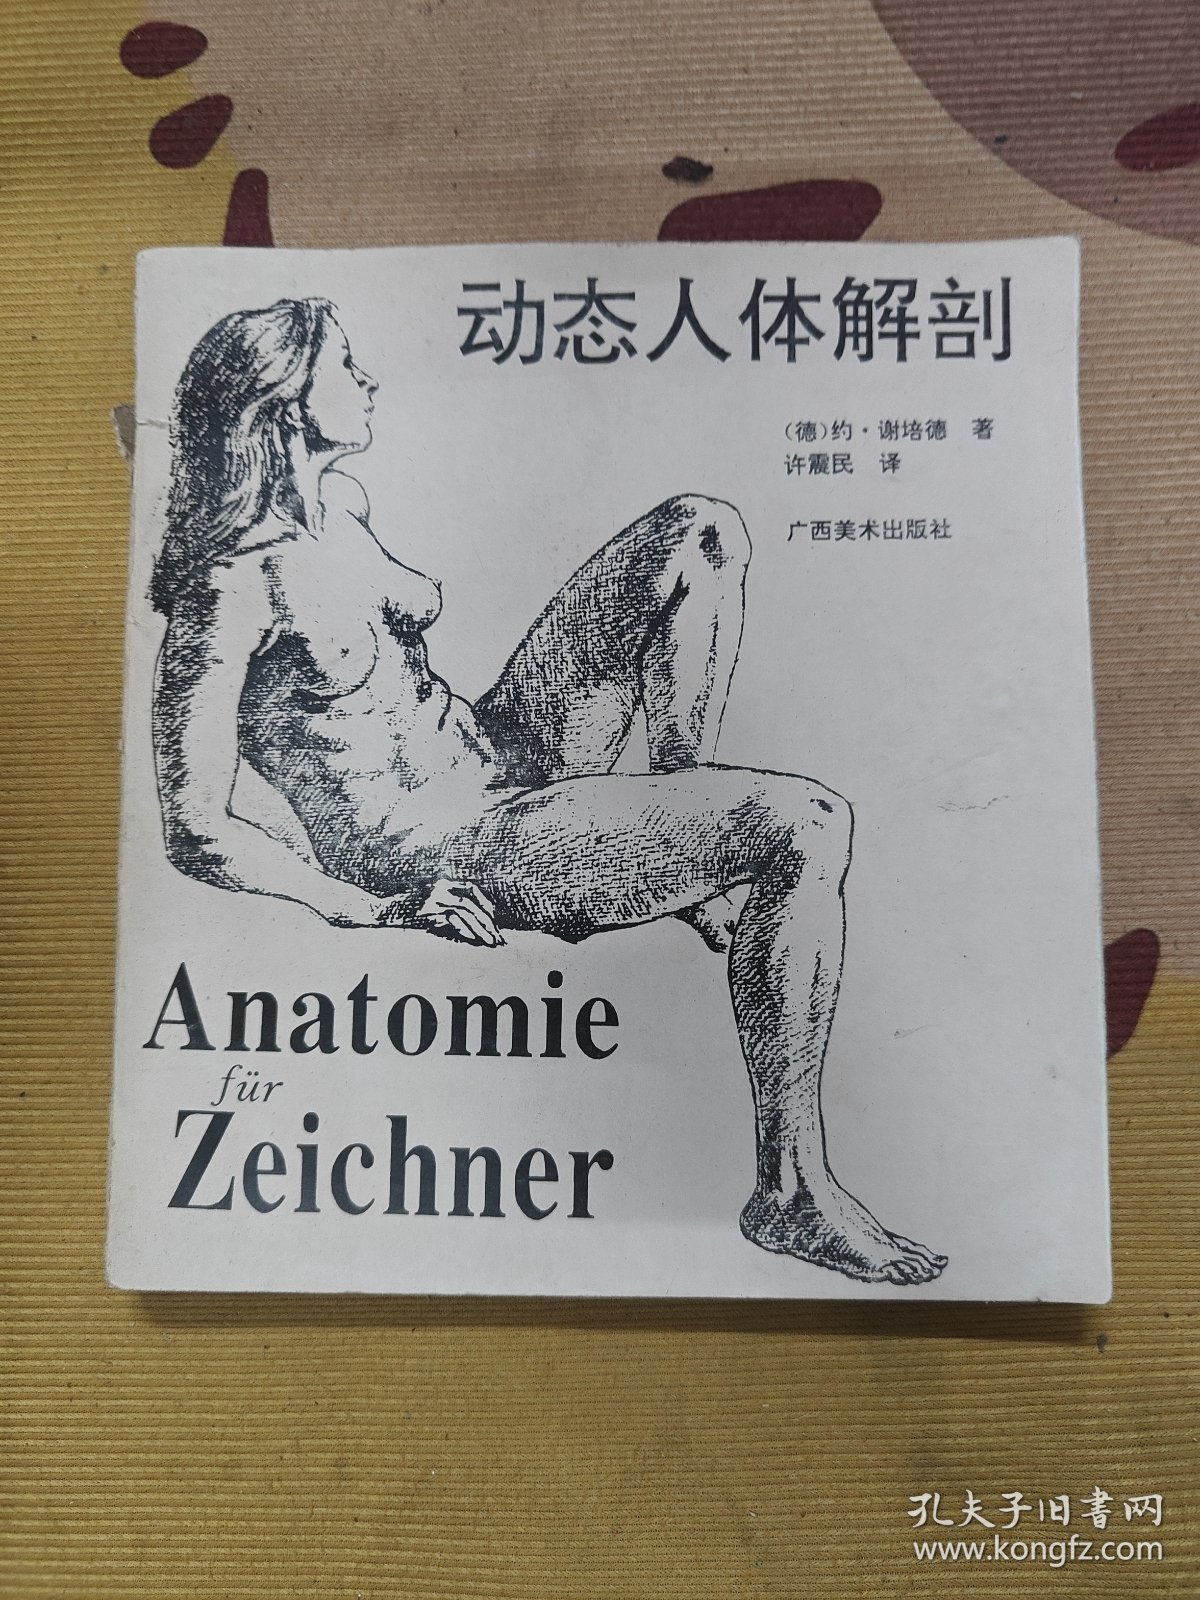 动态人体解剖
（德）约·谢培德 著
许震民 译
广西美术出版社
Anatomie
für
Zeichner
孔夫子旧書网
www.kongfz.com